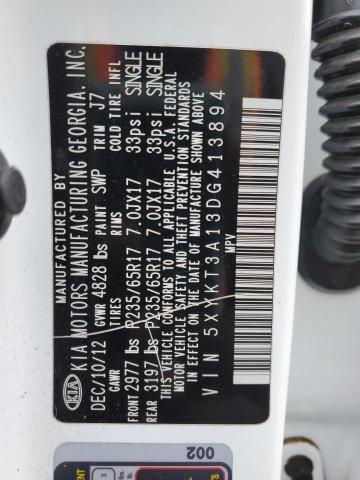 MANUFACTURED BY
KIA MOTORS MANUFACTURING GEORGIA, INC.
KIA
DEC/10/12 GVWR 4828 lbs PAINT SWP TRIM J7
GAWR TIRES RIMS COLD TIRE INFL
FRONT 2977 lbs P235/65R17 7.0JX17 33psi SINGLE
REAR 3197 lbs P235/65R17 7.0JX17 33psi SINGLE
THIS VEHICLE CONFORMS TO ALL APPLICABLE U.S.A. FEDERAL
MOTOR VEHICLE SAFETY AND THEFT PREVENTION STANDARDS
IN EFFECT ON THE DATE OF MANUFACTURE SHOWN ABOVE
VIN 5XYKT3A13DG413894
MPV
002